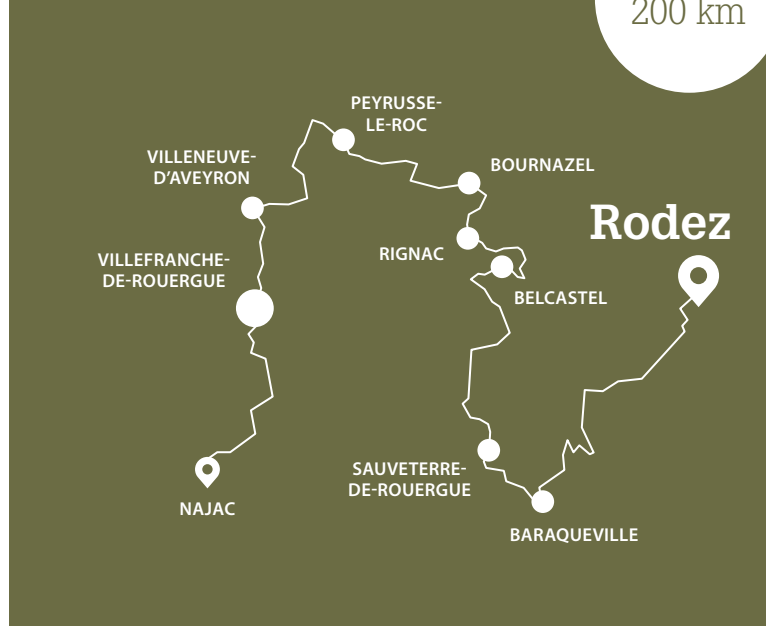 200 km
PEYRUSSE-
LE-ROC
VILLENEUVE-
D'AVEYRON
BOURNAZEL
Rodez
RIGNAC
VILLEFRANCHE-
DE-ROUERGUE
BELCASTEL
SAUVETERRE-
DE-ROUERGUE
NAJAC
BARAQUEVILLE